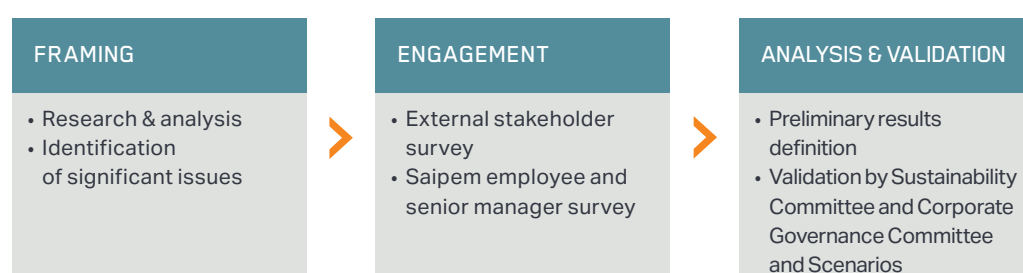 FRAMING
• Research & analysis
• Identification
of significant issues
ENGAGEMENT
• External stakeholder
survey
• Saipem employee and
senior manager survey
ANALYSIS & VALIDATION
• Preliminary results
definition
• Validation by Sustainability
Committee and Corporate
Governance Committee
and Scenarios